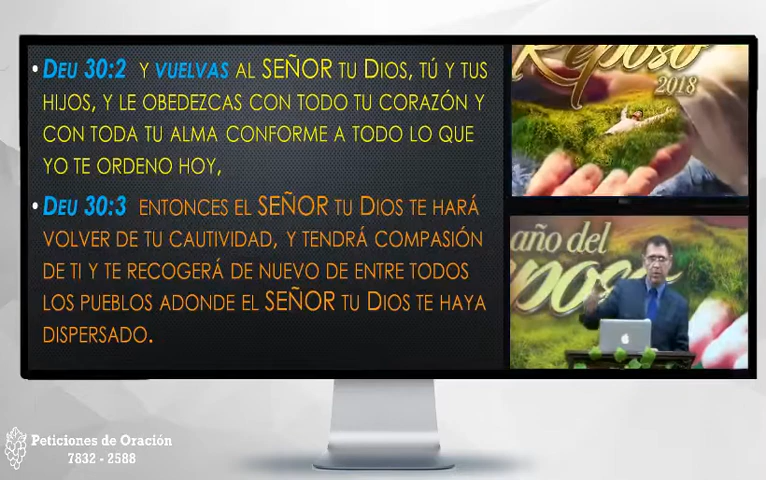 • DEU 30:2 Y VUELVAS AL SEÑOR TU DIOS, TÚ Y TUS
HIJOS, Y LE OBEDEZCAS CON TODO TU CORAZÓN Y
CON TODA TU ALMA CONFORME A TODO LO QUE
YO TE ORDENO HOY,
• DEU 30:3 ENTONCES EL SEÑOR TU DIOS TE HARÁ
VOLVER DE TU CAUTIVIDAD, Y TENDRÁ COMPASIÓN
DE TI Y TE RECOGERÁ DE NUEVO DE ENTRE TODOS
LOS PUEBLOS ADONDE EL SEÑOR TU DIOS TE HAYA
DISPERSADO.
Reposo
2018
año del
Reposo
Peticiones de Oración
7832 - 2588